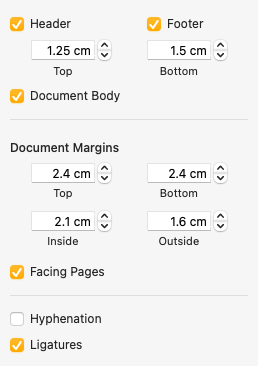 Header Footer
1.25 cm 1.5 cm
Top Bottom
Document Body
Document Margins
2.4 cm 2.4 cm
Top Bottom
2.1 cm 1.6 cm
Inside Outside
Facing Pages
Hyphenation
Ligatures